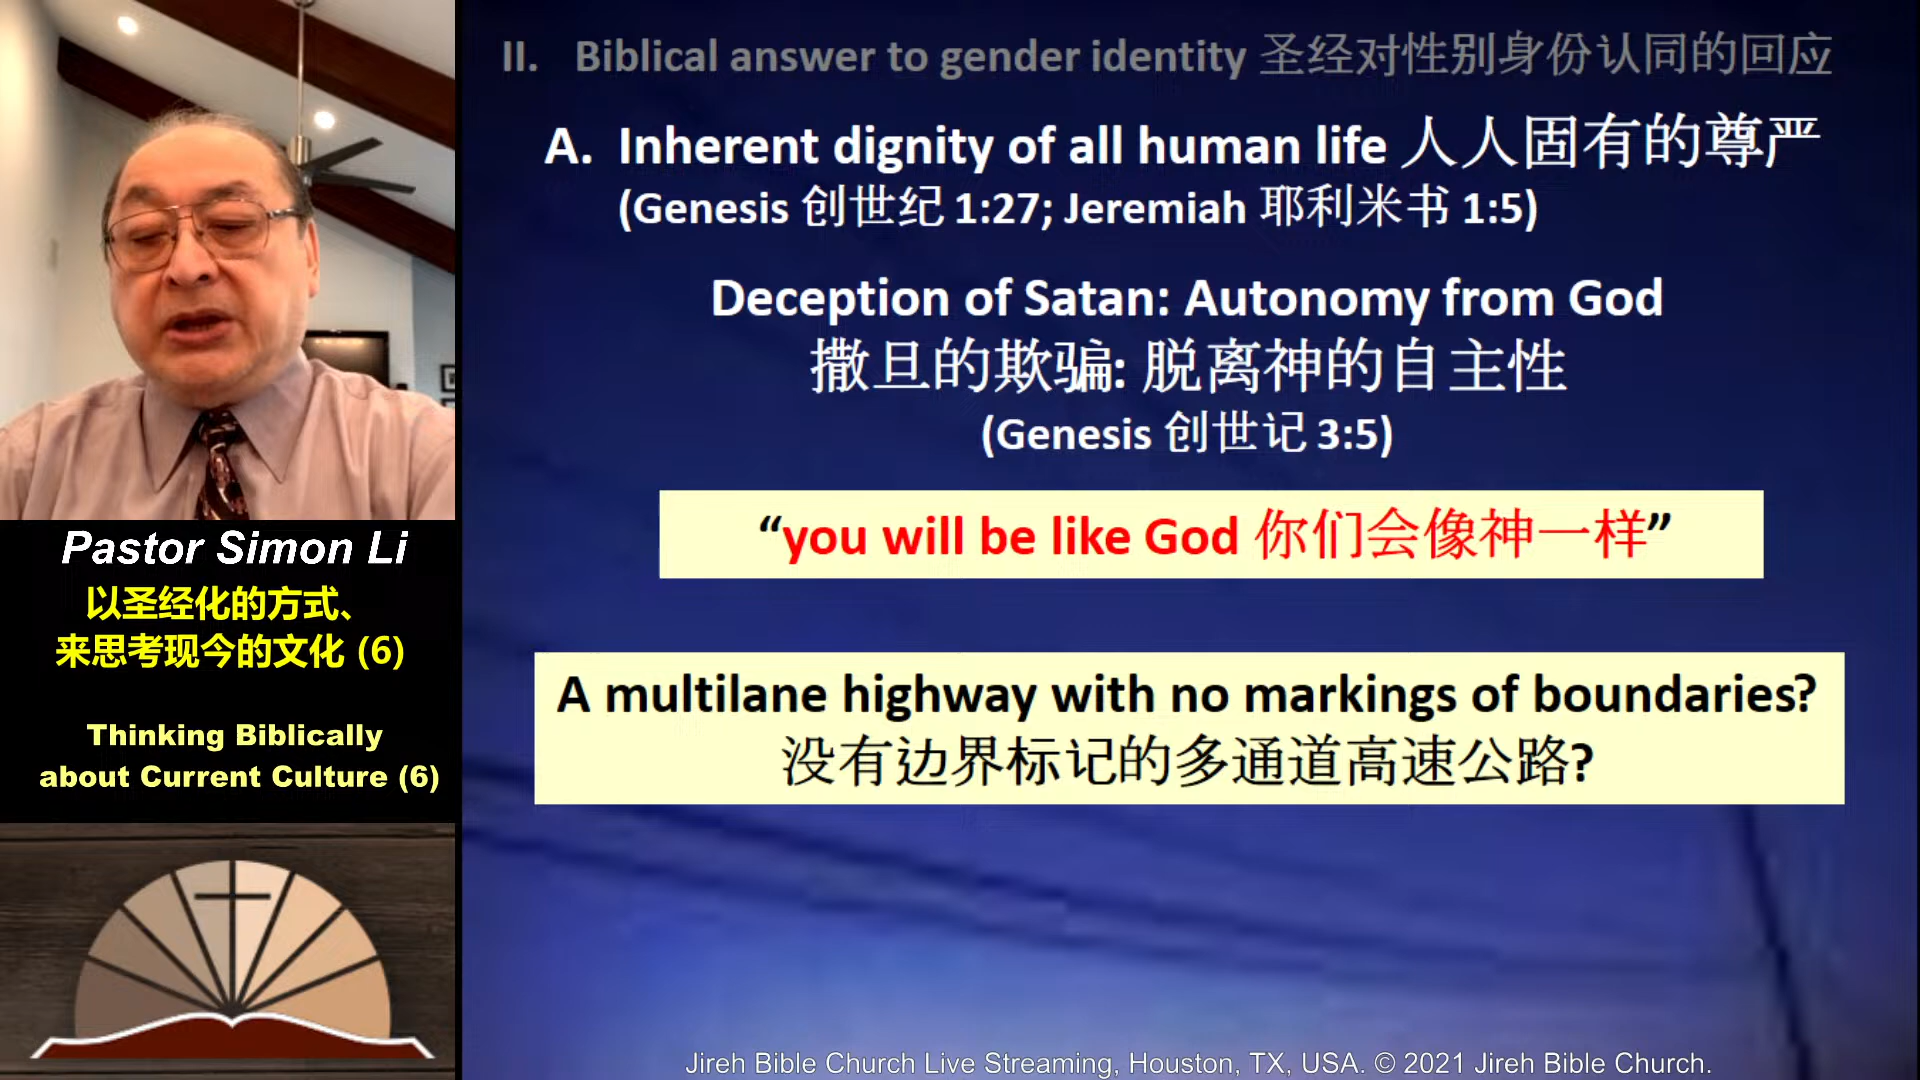 II. Biblical answer to gender identity 圣经对性别身份认同的回应
A. Inherent dignity of all human life 人人固有的尊严
(Genesis 创世纪 1:27; Jeremiah 耶利米书 1:5)
Deception of Satan: Autonomy from God
撒旦的欺骗: 脱离神的自主性
(Genesis 创世记 3:5)
“you will be like God 你们会像神一样”
A multilane highway with no markings of boundaries?
没有边界标记的多通道高速公路?
Pastor Simon Li
以圣经化的方式、
来思考现今的文化 (6)
Thinking Biblically
about Current Culture (6)
Jireh Bible Church Live Streaming, Houston, TX, USA. © 2021 Jireh Bible Church.